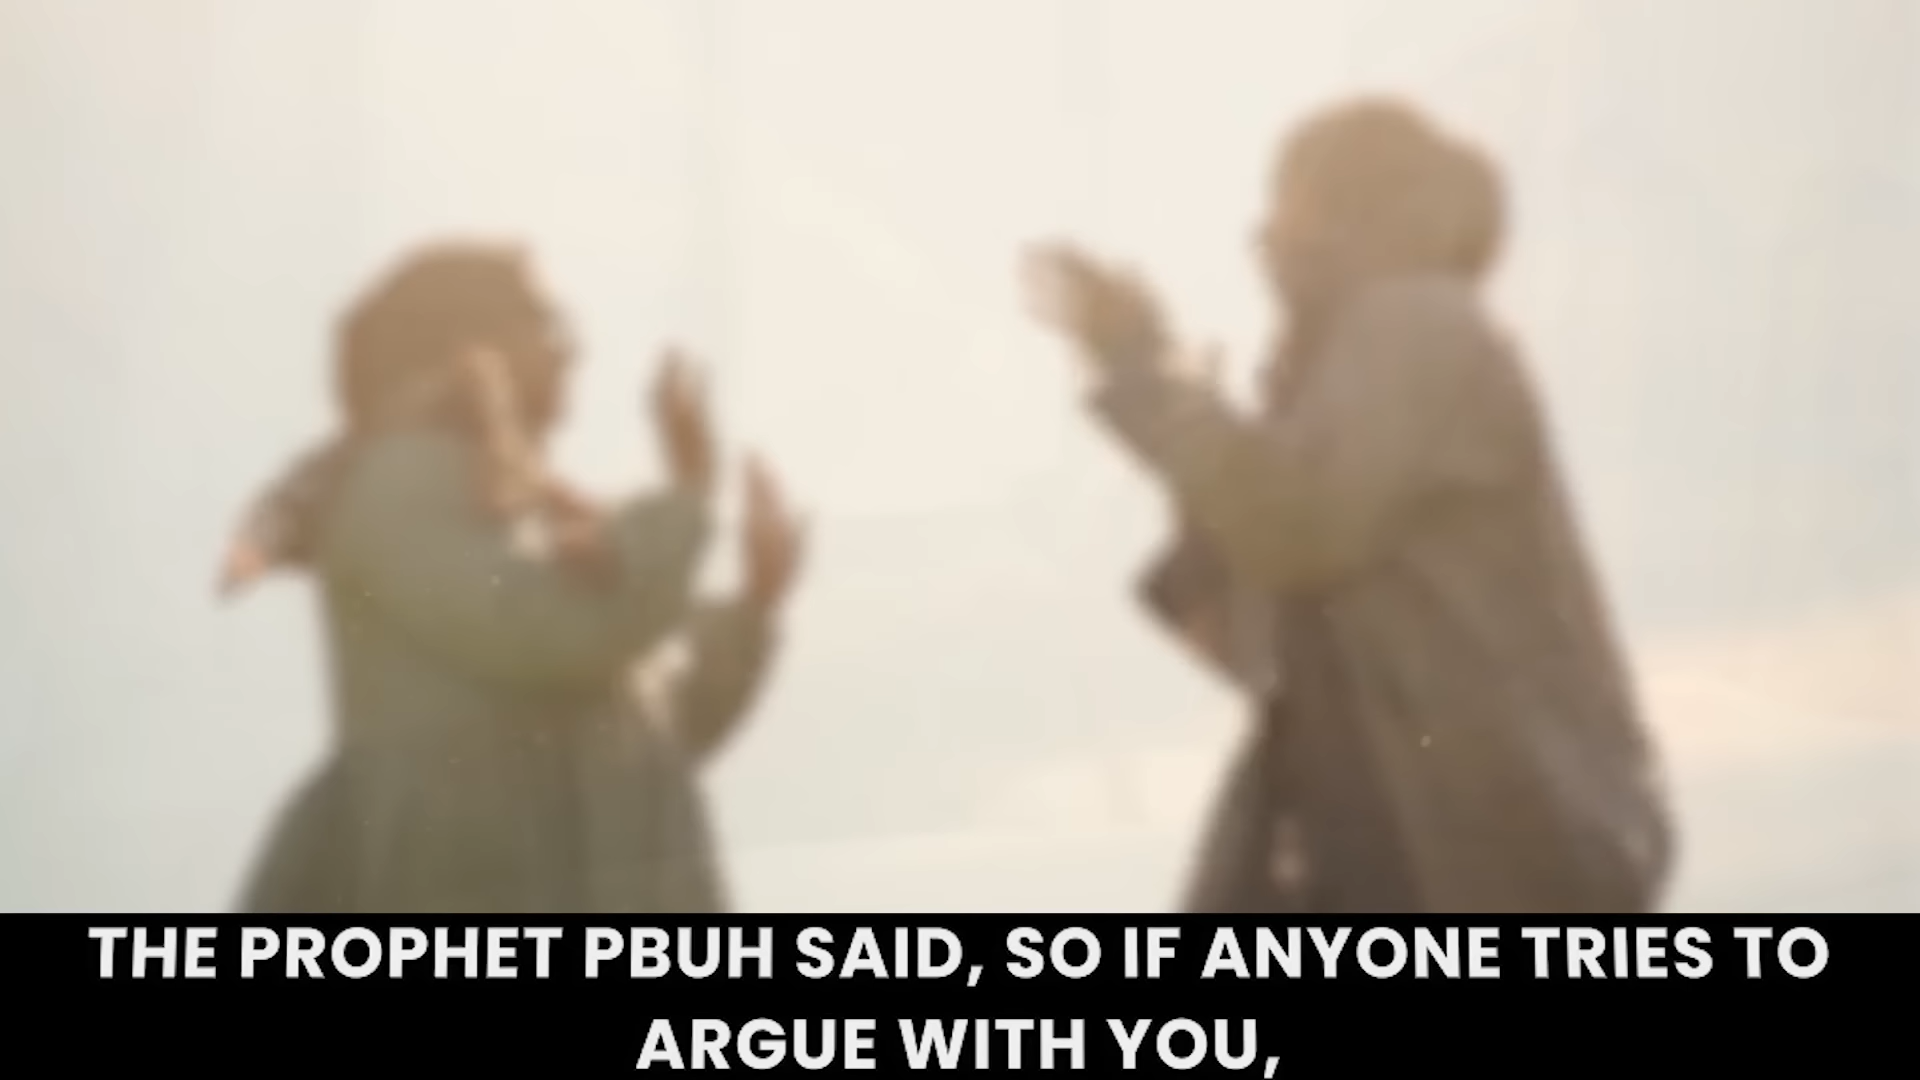 THE PROPHET PBUH SAID, SO IF ANYONE TRIES TO
ARGUE WITH YOU,